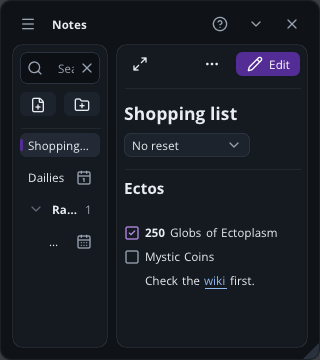 Notes
Sea
Shopping...
Dailies
Ra... 1
...
Edit
Shopping list
No reset
Ectos
250 Globs of Ectoplasm
Mystic Coins
Check the wiki first.